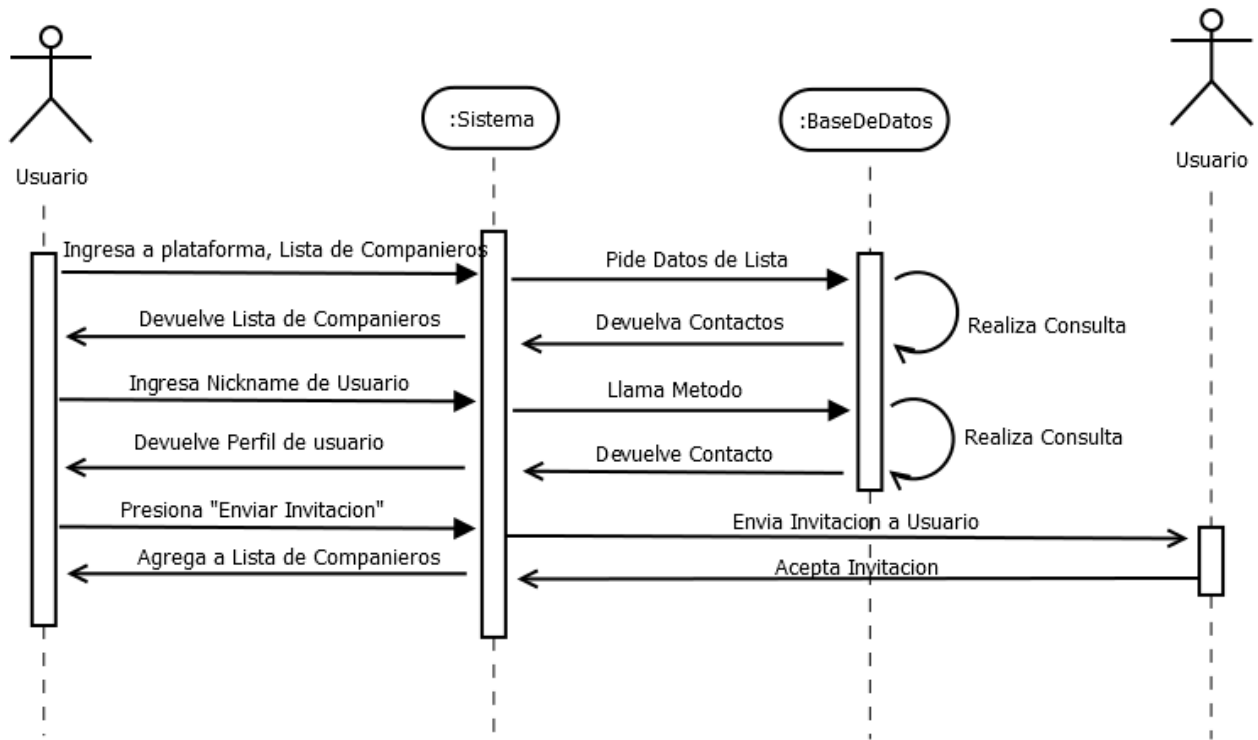 :Sistema
:BaseDeDatos
Usuario
Usuario
Ingresa a plataforma, Lista de Companieros
Pide Datos de Lista
Realiza Consulta
Devuelve Lista de Companieros
Devuelva Contactos
Ingresa Nickname de Usuario
Llama Metodo
Realiza Consulta
Devuelve Perfil de usuario
Devuelve Contacto
Presiona "Enviar Invitacion"
Envia Invitacion a Usuario
Agrega a Lista de Companieros
Acepta Invitacion